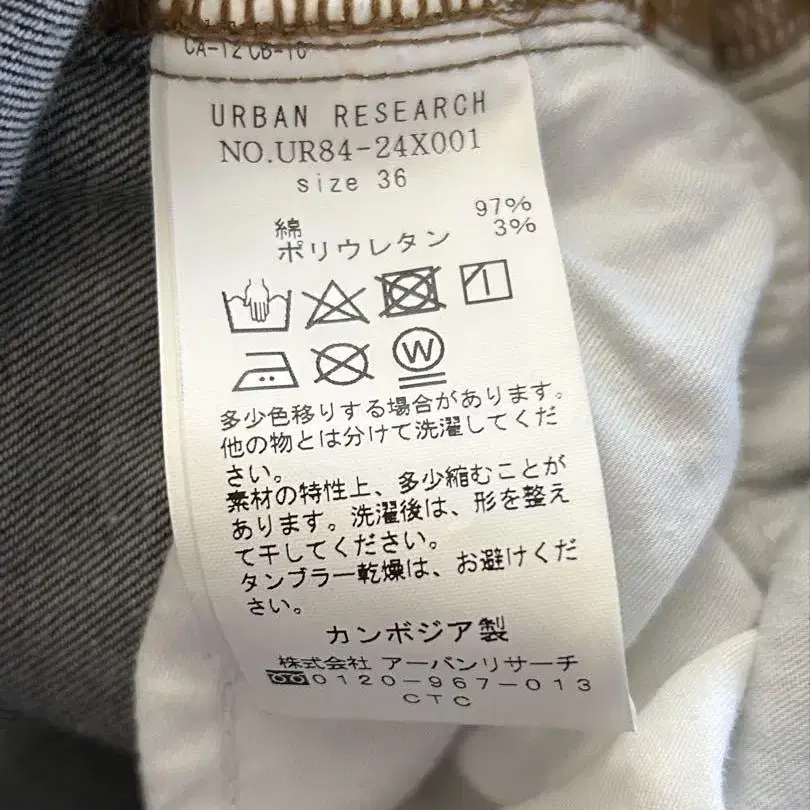 CA-12 CB-10
URBAN RESEARCH
NO.UR84-24X001
size 36
綿 97%
ポリウレタン 3%
W
多少色移りする場合があります。
他の物とは分けて洗濯してくだ
さい。
素材の特性上、多少縮むことが
あります。洗濯後は、形を整え
て干してください。
タンブラー乾燥は、お避けくだ
さい。
カンボジア製
株式会社 アーバンリサーチ
0120-967-013
CTC